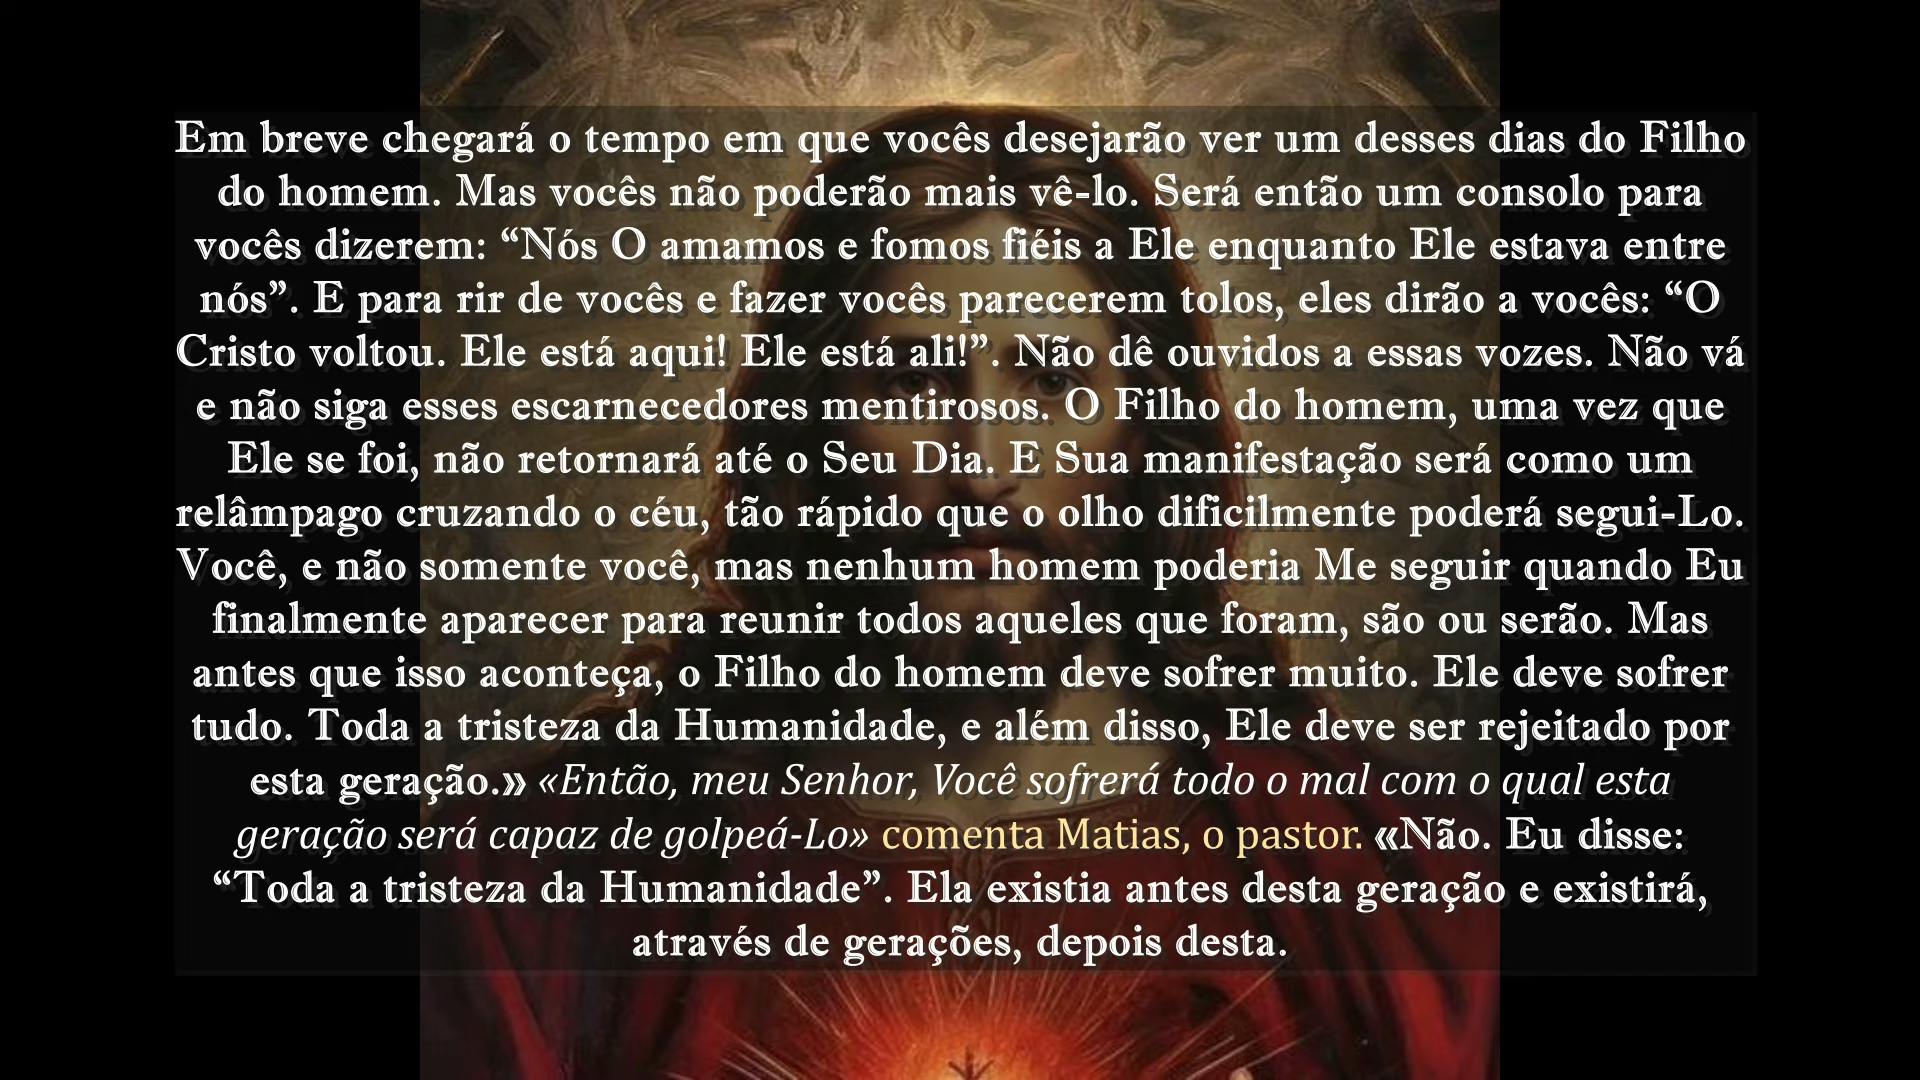 Em breve chegará o tempo em que vocês desejarão ver um desses dias do Filho
do homem. Mas vocês não poderão mais vê-lo. Será então um consolo para
vocês dizerem: “Nós O amamos e fomos fiéis a Ele enquanto Ele estava entre
nós”. E para rir de vocês e fazer vocês parecerem tolos, eles dirão a vocês: “O
Cristo voltou. Ele está aqui! Ele está ali!”. Não dê ouvidos a essas vozes. Não vá
e não siga esses escarnecedores mentirosos. O Filho do homem, uma vez que
Ele se foi, não retornará até o Seu Dia. E Sua manifestação será como um
relâmpago cruzando o céu, tão rápido que o olho dificilmente poderá segui-Lo.
Você, e não somente você, mas nenhum homem poderia Me seguir quando Eu
finalmente aparecer para reunir todos aqueles que foram, são ou serão. Mas
antes que isso aconteça, o Filho do homem deve sofrer muito. Ele deve sofrer
tudo. Toda a tristeza da Humanidade, e além disso, Ele deve ser rejeitado por
esta geração.» «Então, meu Senhor, Você sofrerá todo o mal com o qual esta
geração será capaz de golpeá-Lo» comenta Matias, o pastor. «Não. Eu disse:
“Toda a tristeza da Humanidade”. Ela existia antes desta geração e existirá,
através de gerações, depois desta.